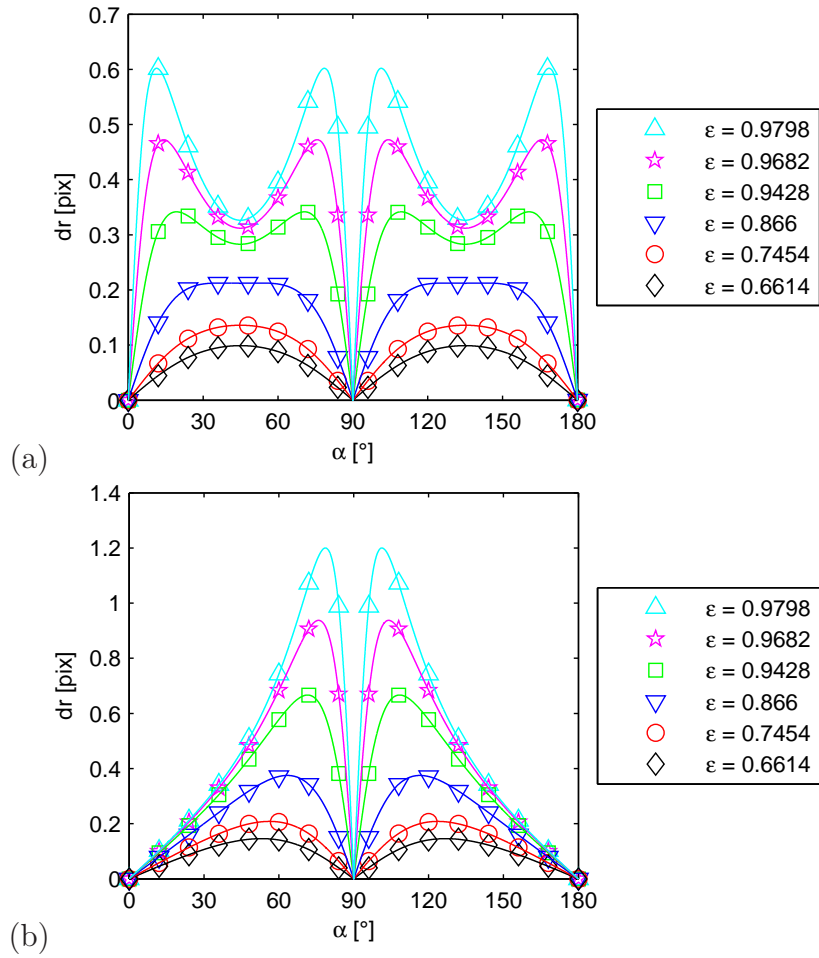 0.7
0.6
0.5
0.4
0.3
0.2
0.1
0
dr [pix]
0 30 60 90 120 150 180
α [°]
(a)
ε = 0.9798
ε = 0.9682
ε = 0.9428
ε = 0.866
ε = 0.7454
ε = 0.6614
1.4
1.2
1
0.8
0.6
0.4
0.2
0
dr [pix]
0 30 60 90 120 150 180
α [°]
(b)
ε = 0.9798
ε = 0.9682
ε = 0.9428
ε = 0.866
ε = 0.7454
ε = 0.6614